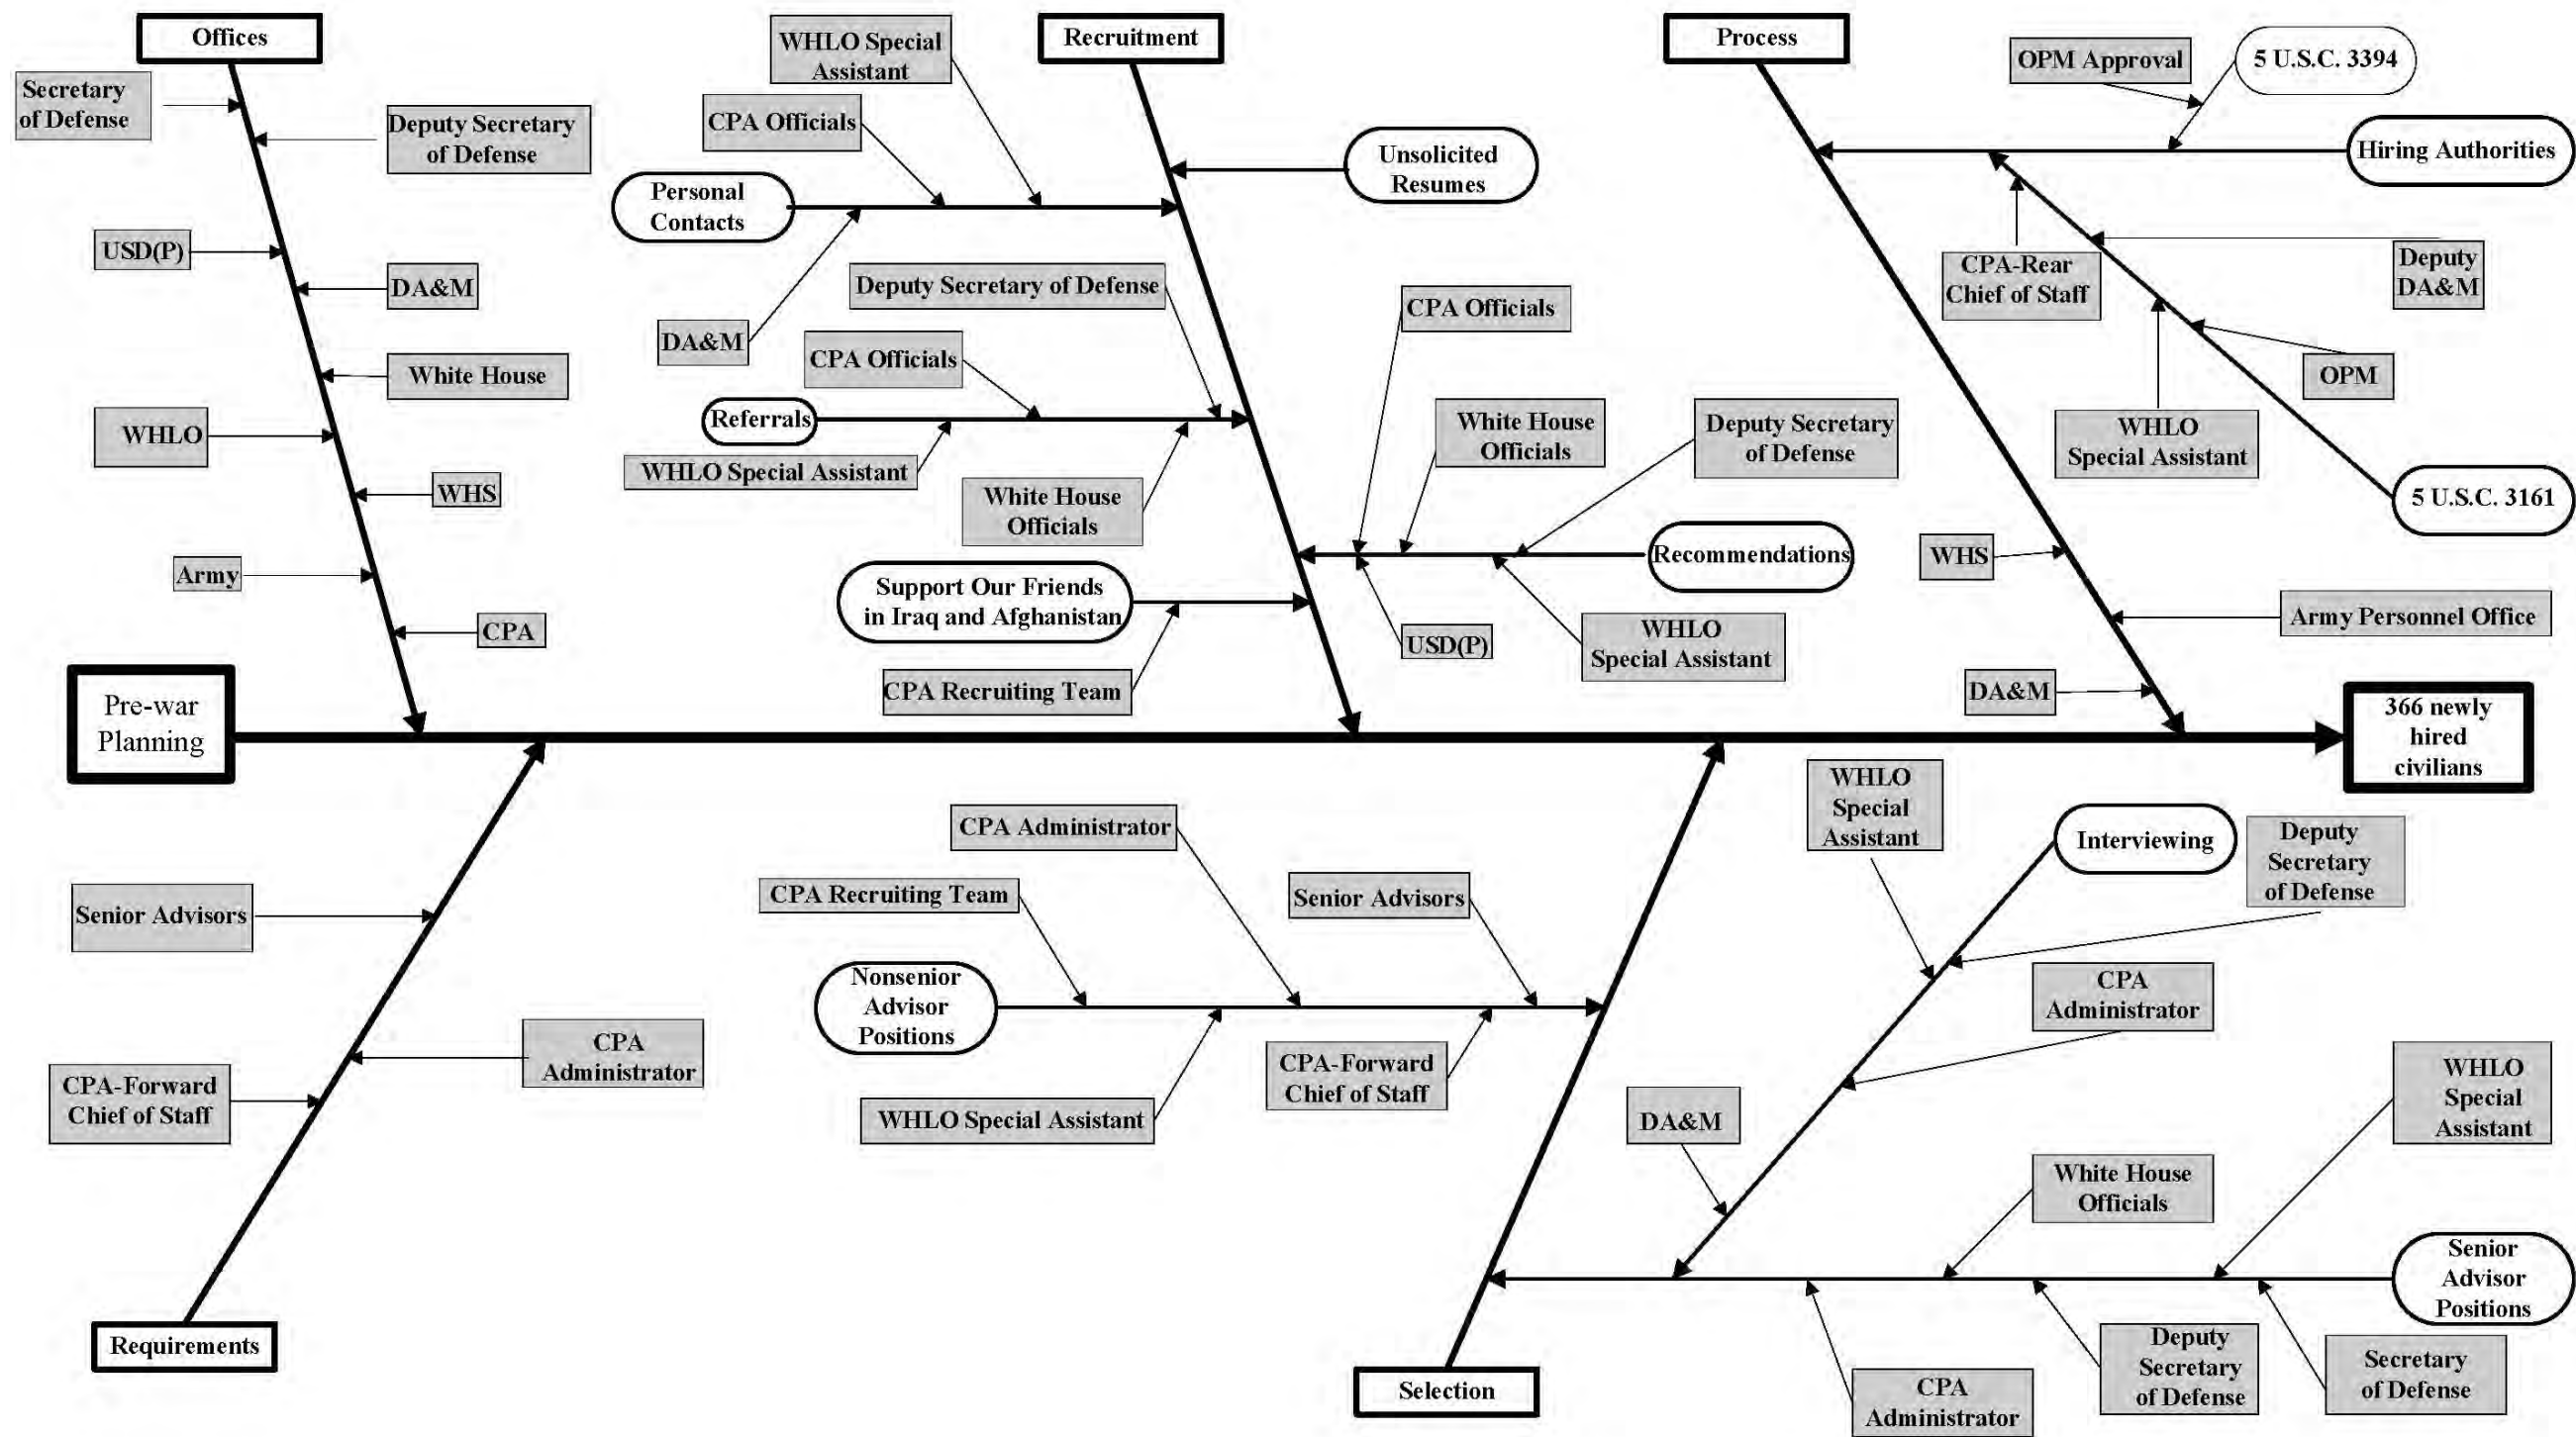 Offices
Secretary
of Defense
Deputy Secretary
of Defense
USD(P)
DA&M
White House
WHLO
WHS
Army
CPA
Recruitment
WHLO Special
Assistant
CPA Officials
Personal
Contacts
DA&M
Unsolicited
Resumes
Deputy Secretary of Defense
CPA Officials
Referrals
WHLO Special Assistant
White House
Officials
CPA Officials
White House
Officials
Deputy Secretary
of Defense
Recommendations
USD(P)
WHLO
Special Assistant
Support Our Friends
in Iraq and Afghanistan
CPA Recruiting Team
Process
OPM Approval
5 U.S.C. 3394
Hiring Authorities
CPA-Rear
Chief of Staff
Deputy
DA&M
OPM
WHLO
Special Assistant
5 U.S.C. 3161
WHS
Army Personnel Office
DA&M
Pre-war
Planning
366 newly
hired
civilians
Senior Advisors
CPA
Administrator
CPA-Forward
Chief of Staff
Requirements
CPA Administrator
CPA Recruiting Team
Senior Advisors
Nonsenior
Advisor
Positions
CPA-Forward
Chief of Staff
WHLO Special Assistant
WHLO
Special
Assistant
Interviewing
Deputy
Secretary
of Defense
CPA
Administrator
DA&M
WHLO
Special
Assistant
White House
Officials
Senior
Advisor
Positions
Deputy
Secretary
of Defense
Secretary
of Defense
CPA
Administrator
Selection